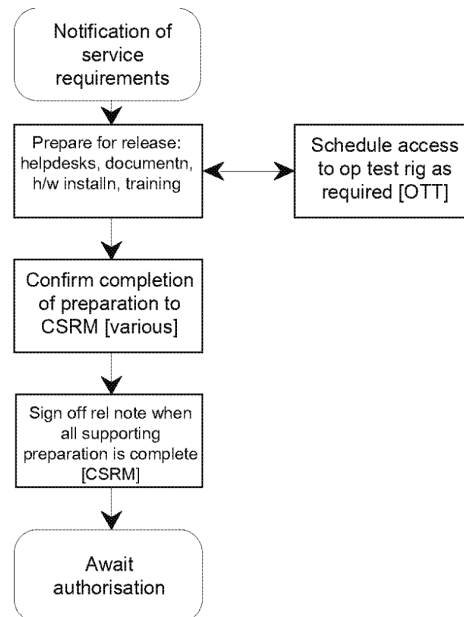 Notification of
service
requirements
Prepare for release:
helpdesks, documentn,
h/w installn, training
Schedule access
to op test rig as
required [OTT]
Confirm completion
of preparation to
CSRM [various]
Sign off rel note when
all supporting
preparation is complete
[CSRM]
Await
authorisation